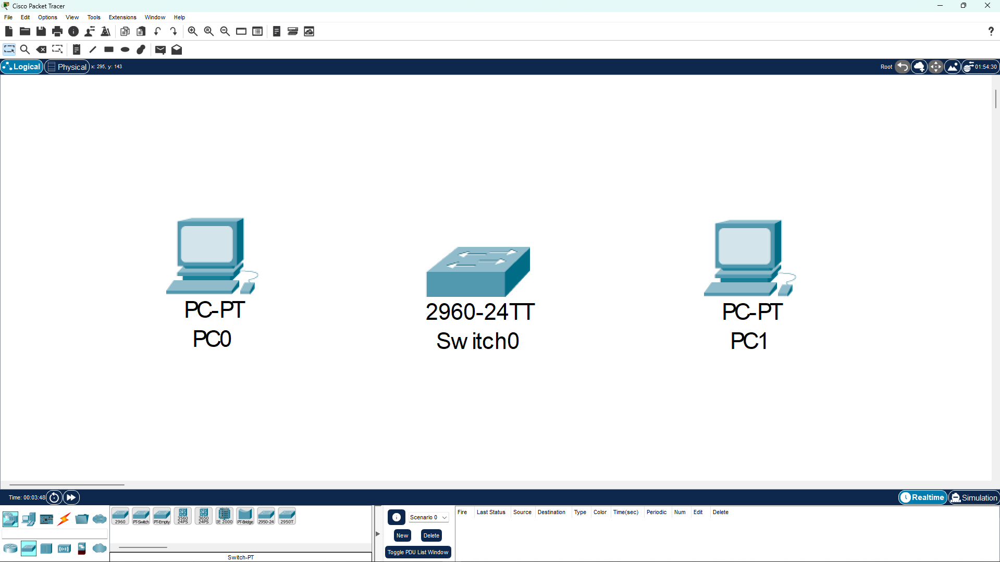 Cisco Packet Tracer
File Edit Options View Tools Extensions Window Help
?
Logical Physical x: 295, y: 143 Root 01:54:30
PC-PT
PC0
2960-24TT
Switch0
PC-PT
PC1
Time: 00:03:48 Realtime Simulation
2960 PT-Switch PT-Empty 3560 24PS 3650 24PS IE 2000 PT-Bridge 2950-24 2950T
Switch-PT
Scenario 0
New Delete
Toggle PDU List Window
Fire Last Status Source Destination Type Color Time(sec) Periodic Num Edit Delete